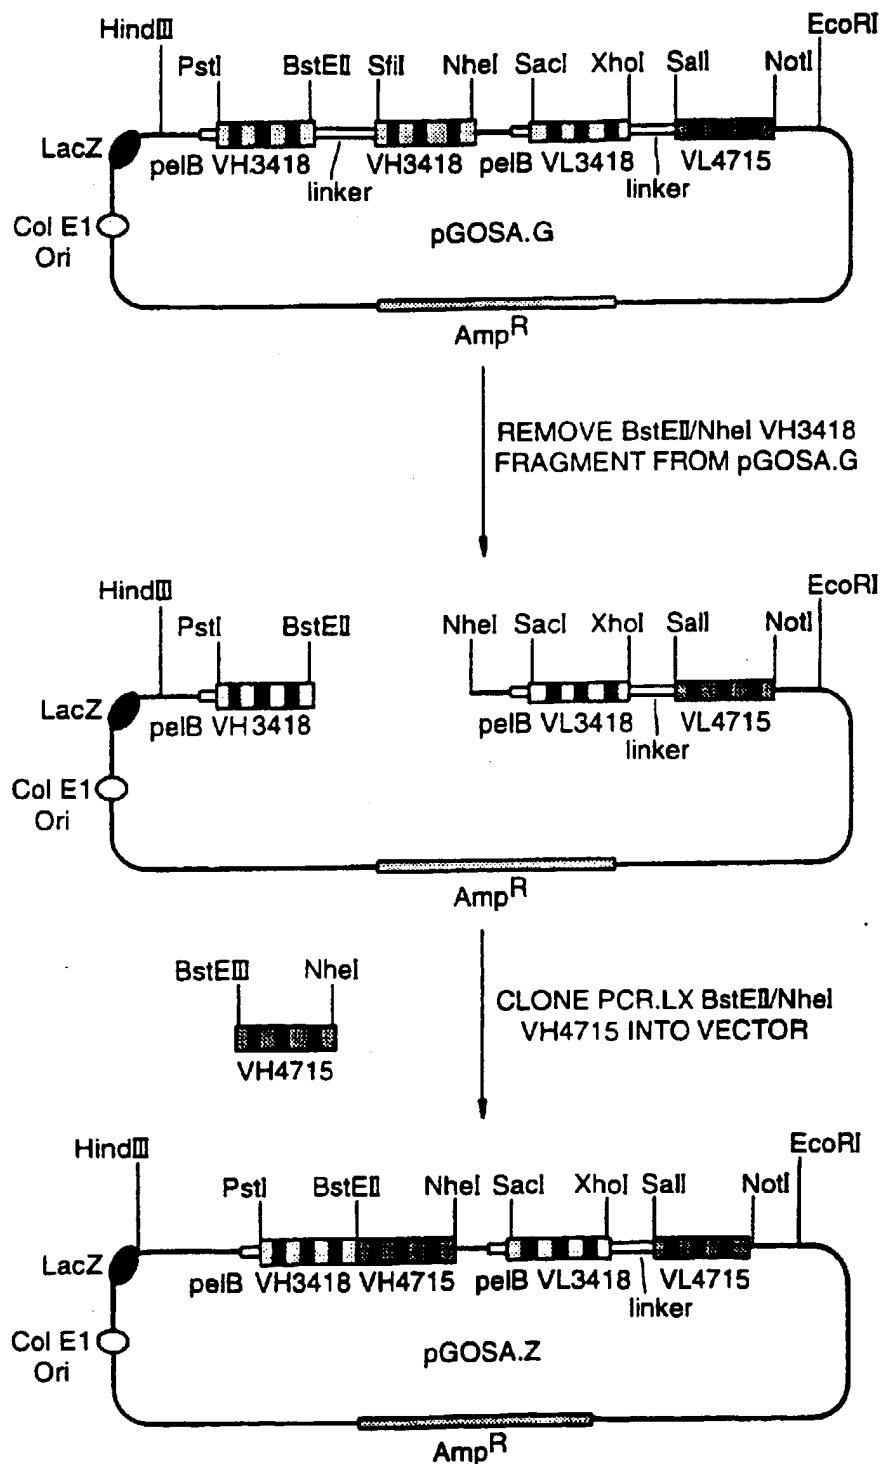 HindⅢ EcoRⅠ
PstⅠ BstEⅡ SfiⅠ NheⅠ SacⅠ XhoⅠ SalⅠ NotⅠ
LacZ
pelB VH3418 VH3418 pelB VL3418 VL4715
linker linker
Col E1
Ori
pGOSA.G
AmpR
REMOVE BstEⅡ/NheⅠ VH3418
FRAGMENT FROM pGOSA.G
HindⅢ EcoRⅠ
PstⅠ BstEⅡ NheⅠ SacⅠ XhoⅠ SalⅠ NotⅠ
LacZ
pelB VH3418 pelB VL3418 VL4715
linker
Col E1
Ori
AmpR
BstEⅢ NheⅠ
VH4715
CLONE PCR.LX BstEⅡ/NheⅠ
VH4715 INTO VECTOR
HindⅢ EcoRⅠ
PstⅠ BstEⅡ NheⅠ SacⅠ XhoⅠ SalⅠ NotⅠ
LacZ
pelB VH3418 VH4715 pelB VL3418 VL4715
linker
Col E1
Ori
pGOSA.Z
AmpR